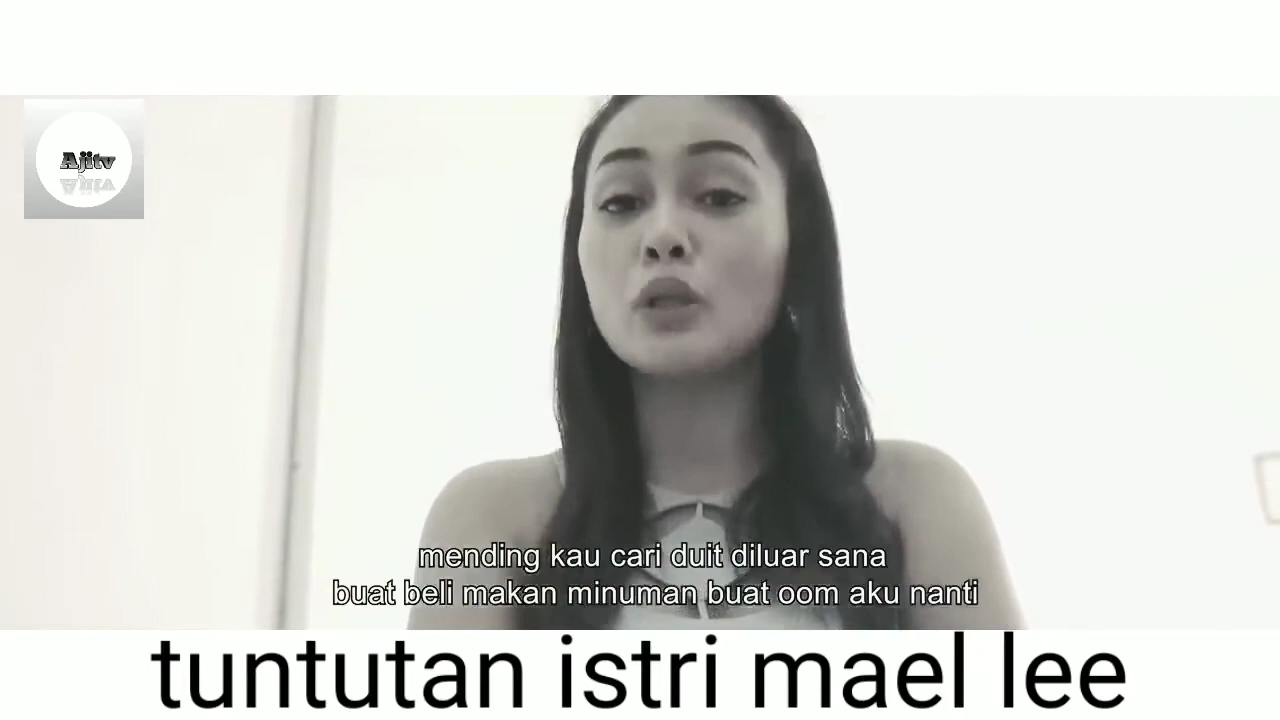 Ajitv
mending kau cari duit diluar sana
buat beli makan minuman buat oom aku nanti
tuntutan istri mael lee